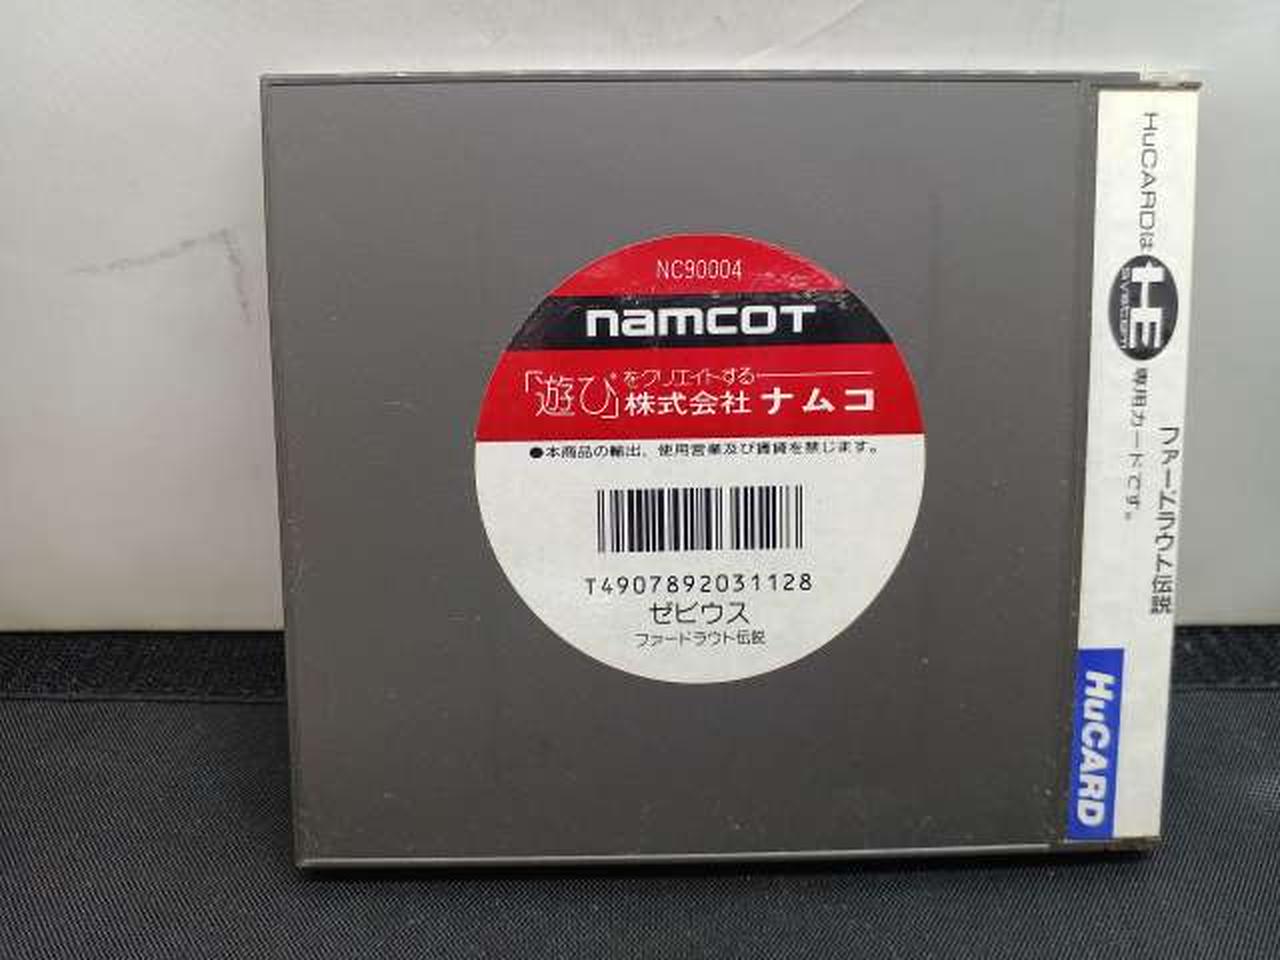 NC90004
namcot
「遊び」をクリエイトする
株式会社ナムコ
●本商品の輸出、使用営業及び賃貸を禁じます。
T4907892031128
ゼビウス
ファードラウト伝説
HuCARDは HE system 専用カードです。
ファードラウト伝説
HuCARD